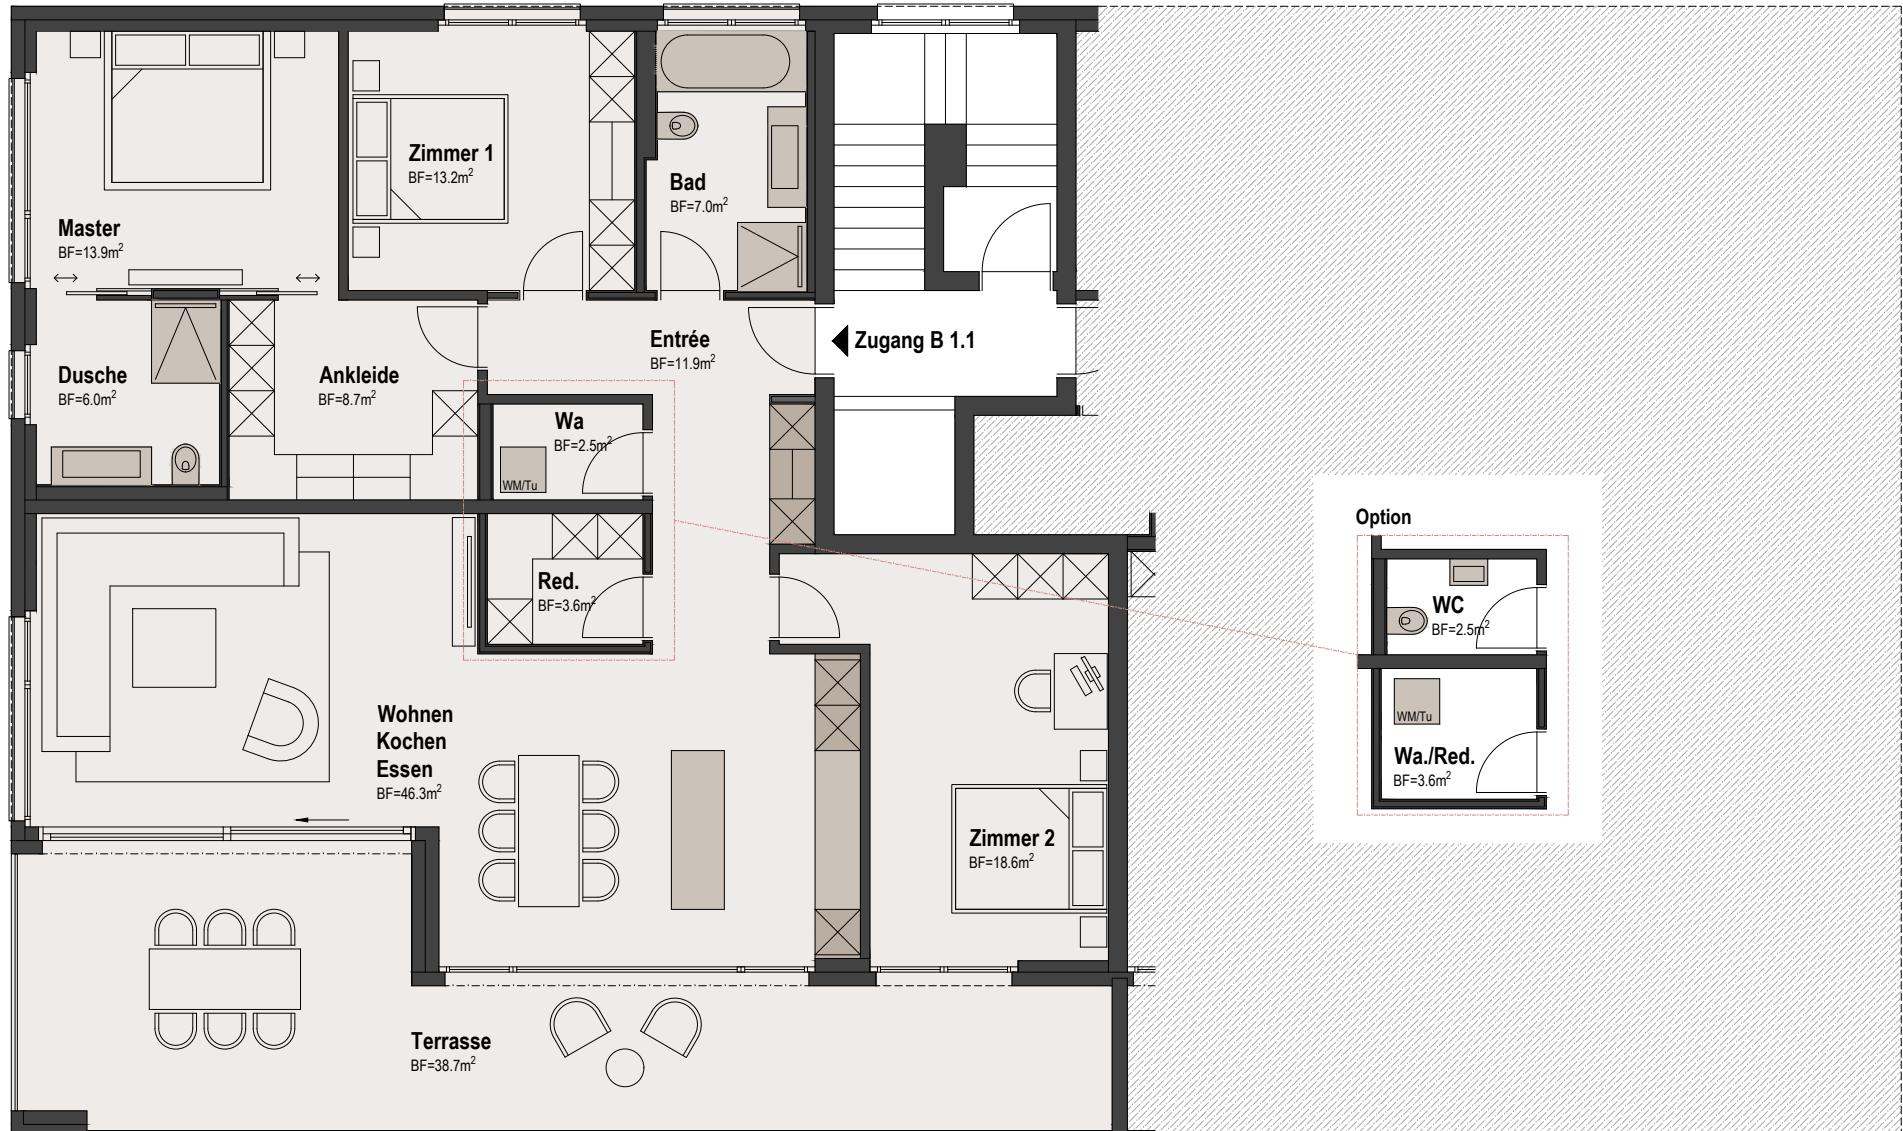 Zimmer 1
BF=13.2m²
Bad
BF=7.0m²
Master
BF=13.9m²
Entrée
BF=11.9m²
Zugang B 1.1
Dusche
BF=6.0m²
Ankleide
BF=8.7m²
Wa
BF=2.5m²
WM/Tu
Red.
BF=3.6m²
Option
WC
BF=2.5m²
WM/Tu
Wa./Red.
BF=3.6m²
Wohnen
Kochen
Essen
BF=46.3m²
Zimmer 2
BF=18.6m²
Terrasse
BF=38.7m²